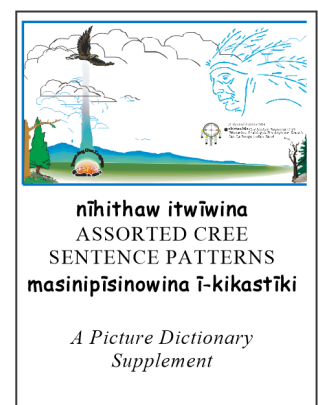 nīhithaw itwīwina
ASSORTED CREE
SENTENCE PATTERNS
masinipīsinowina ī-kikastīki
A Picture Dictionary
Supplement